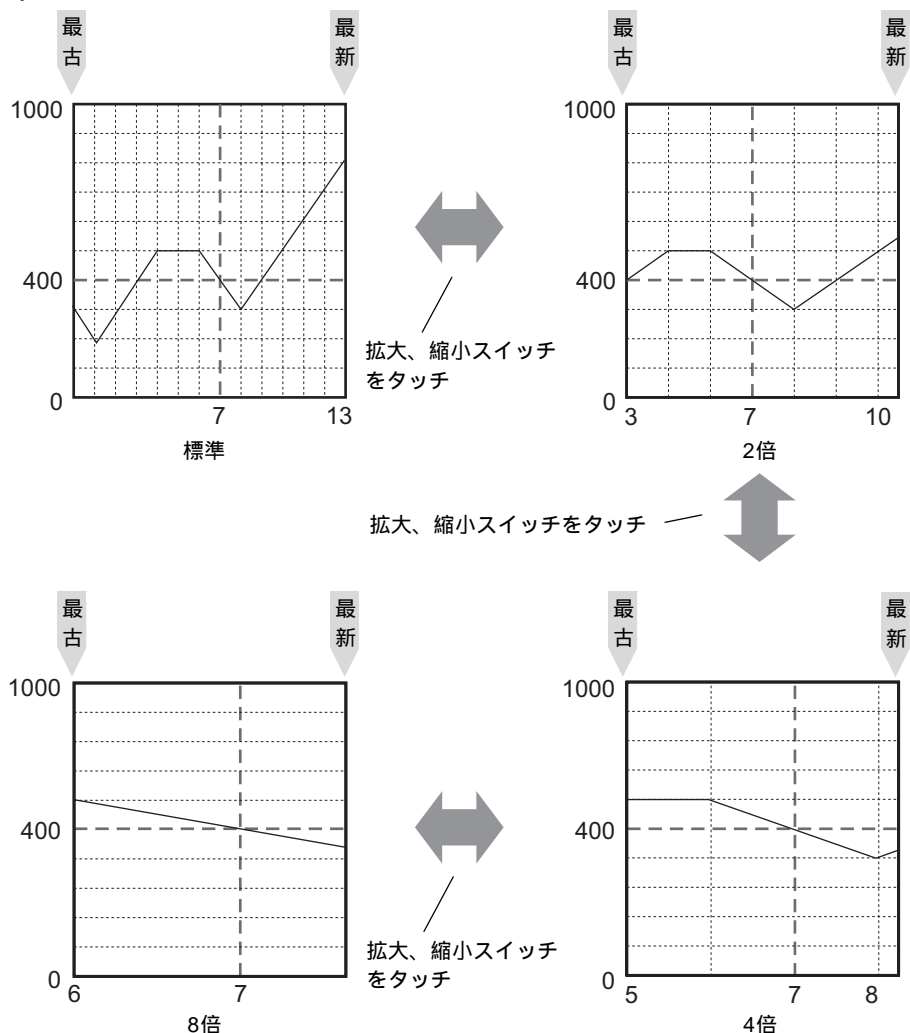 最古
最新
1000
400
0
7
13
標準
拡大、縮小スイッチ
をタッチ
最古
最新
1000
400
0
3
7
10
2倍
拡大、縮小スイッチをタッチ
最古
最新
1000
400
0
6
7
8倍
拡大、縮小スイッチ
をタッチ
最古
最新
1000
400
0
5
7
8
4倍